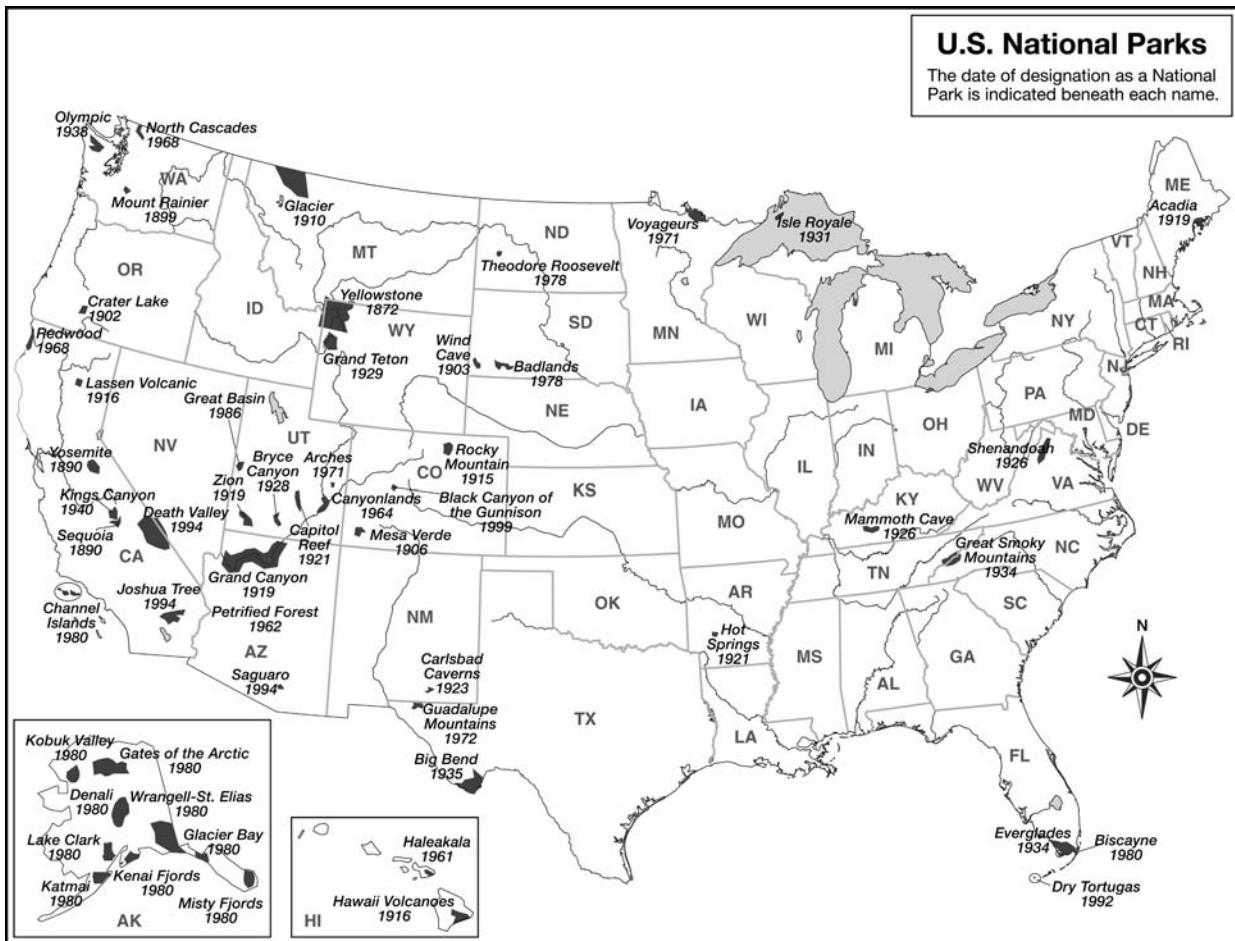 U.S. National Parks
The date of designation as a National
Park is indicated beneath each name.
Olympic
1938
North Cascades
1968
WA
Mount Rainier
1899
Glacier
1910
MT
ND
Theodore Roosevelt
1978
Voyageurs
1971
Isle Royale
1931
ME
Acadia
1919
VT
NH
MA
CT
RI
NY
OR
Crater Lake
1902
Redwood
1968
ID
Yellowstone
1872
WY
Grand Teton
1929
Wind
Cave
1903
SD
Badlands
1978
MN
WI
MI
Lassen Volcanic
1916
Great Basin
1986
NV
UT
NE
IA
PA
NJ
MD
DE
OH
IN
IL
Yosemite
1890
Kings Canyon
1940
Sequoia
1890
CA
Death Valley
1994
Zion
1919
Bryce
Canyon
1928
Arches
1971
Canyonlands
1964
Capitol
Reef
1921
CO
Rocky
Mountain
1915
Black Canyon of
the Gunnison
1999
Mesa Verde
1906
KS
MO
KY
Mammoth Cave
1926
WV
Shenandoah
1926
VA
Grand Canyon
1919
Joshua Tree
1994
Channel
Islands
1980
Petrified Forest
1962
AZ
Saguaro
1994
NM
Carlsbad
Caverns
1923
Guadalupe
Mountains
1972
Big Bend
1935
TX
OK
AR
Hot
Springs
1921
LA
MS
AL
TN
Great Smoky
Mountains
1934
NC
SC
GA
FL
N
Everglades
1934
Biscayne
1980
Dry Tortugas
1992
Kobuk Valley
1980
Gates of the Arctic
1980
Denali
1980
Wrangell-St. Elias
1980
Lake Clark
1980
Glacier Bay
1980
Katmai
1980
Kenai Fjords
1980
Misty Fjords
1980
AK
Haleakala
1961
Hawaii Volcanoes
1916
HI